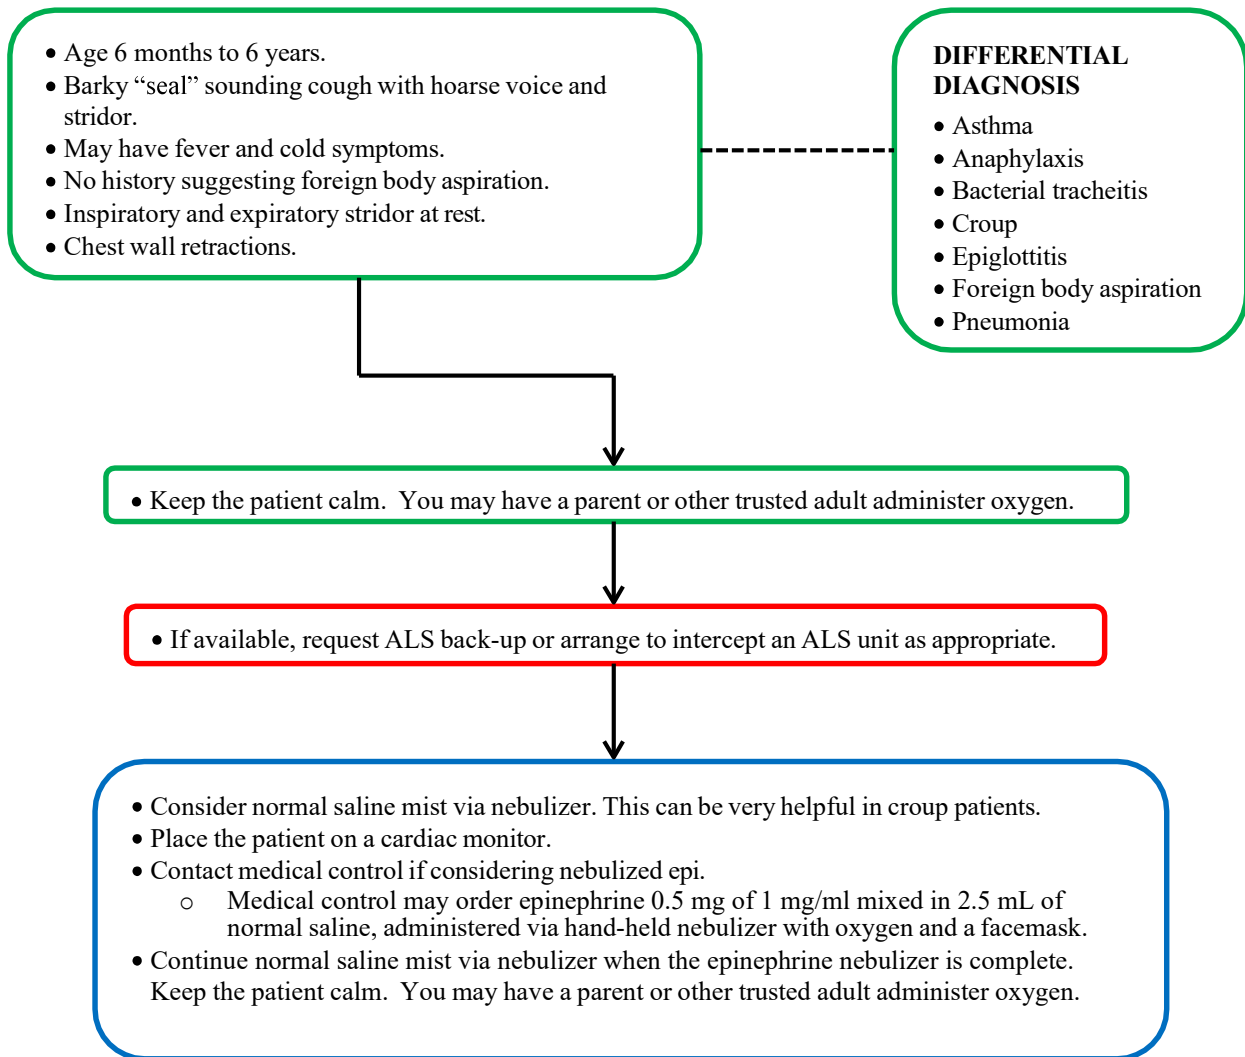 • Age 6 months to 6 years.
• Barky “seal” sounding cough with hoarse voice and
stridor.
• May have fever and cold symptoms.
• No history suggesting foreign body aspiration.
• Inspiratory and expiratory stridor at rest.
• Chest wall retractions.
DIFFERENTIAL
DIAGNOSIS
• Asthma
• Anaphylaxis
• Bacterial tracheitis
• Croup
• Epiglottitis
• Foreign body aspiration
• Pneumonia
• Keep the patient calm.  You may have a parent or other trusted adult administer oxygen.
• If available, request ALS back-up or arrange to intercept an ALS unit as appropriate.
• Consider normal saline mist via nebulizer. This can be very helpful in croup patients.
• Place the patient on a cardiac monitor.
• Contact medical control if considering nebulized epi.
o Medical control may order epinephrine 0.5 mg of 1 mg/ml mixed in 2.5 mL of
normal saline, administered via hand-held nebulizer with oxygen and a facemask.
• Continue normal saline mist via nebulizer when the epinephrine nebulizer is complete.
Keep the patient calm.  You may have a parent or other trusted adult administer oxygen.